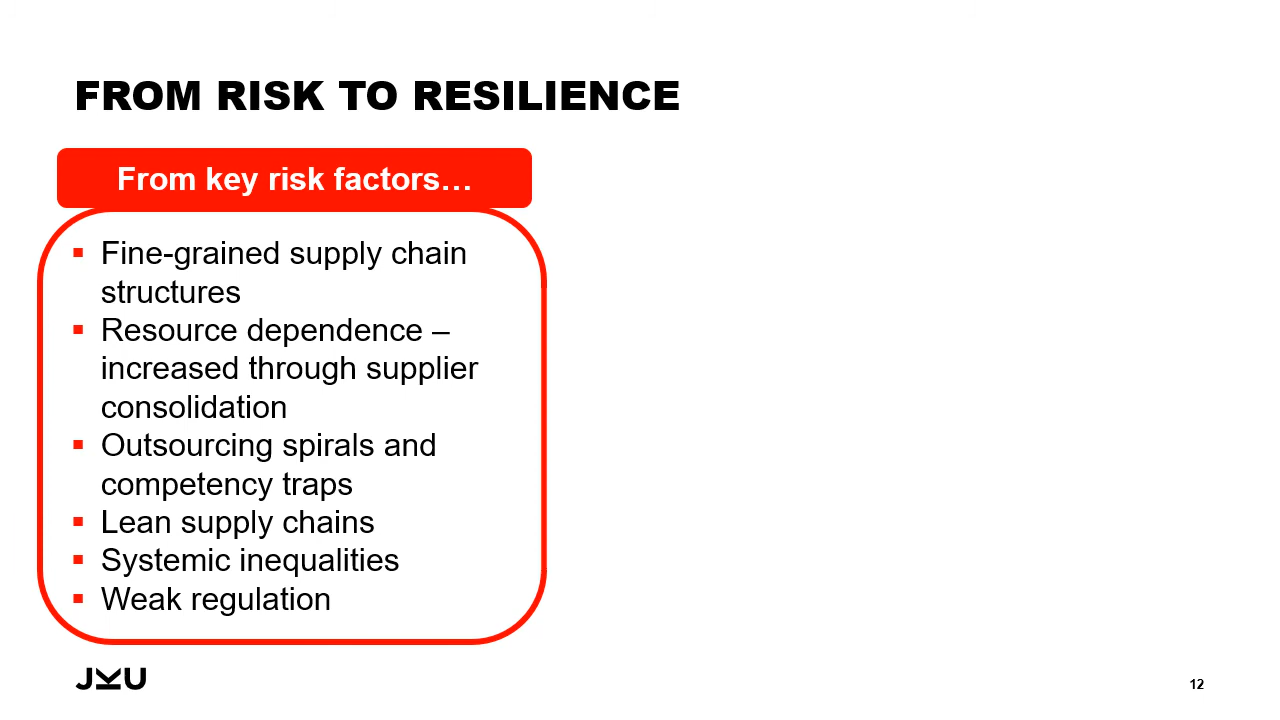 FROM RISK TO RESILIENCE
From key risk factors…
▪ Fine-grained supply chain
structures
▪ Resource dependence –
increased through supplier
consolidation
▪ Outsourcing spirals and
competency traps
▪ Lean supply chains
▪ Systemic inequalities
▪ Weak regulation
JKU
12